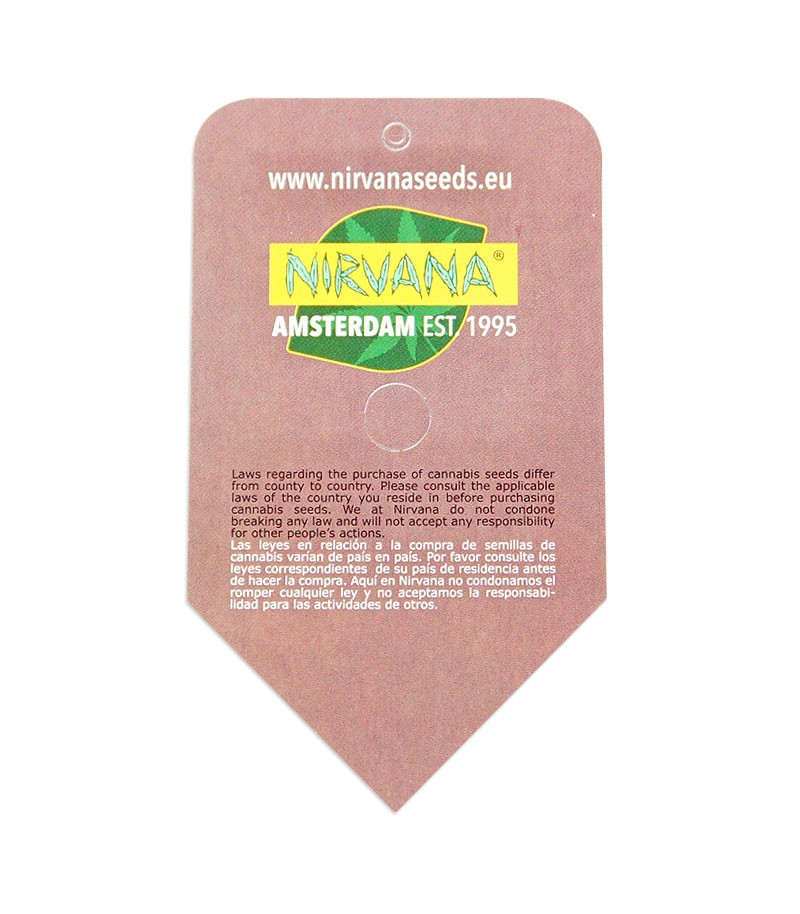 www.nirvanaseeds.eu
NIRVANA®
AMSTERDAM EST 1995
Laws regarding the purchase of cannabis seeds differ
from county to country. Please consult the applicable
laws of the country you reside in before purchasing
cannabis seeds. We at Nirvana do not condone
breaking any law and will not accept any responsibility
for other people's actions.
Las leyes en relación a la compra de semillas de
cannabis varían de país en país. Por favor consulte los
leyes correspondientes de su país de residencia antes
de hacer la compra. Aquí en Nirvana no condonamos el
romper cualquier ley y no aceptamos la responsabi-
lidad para las actividades de otros.